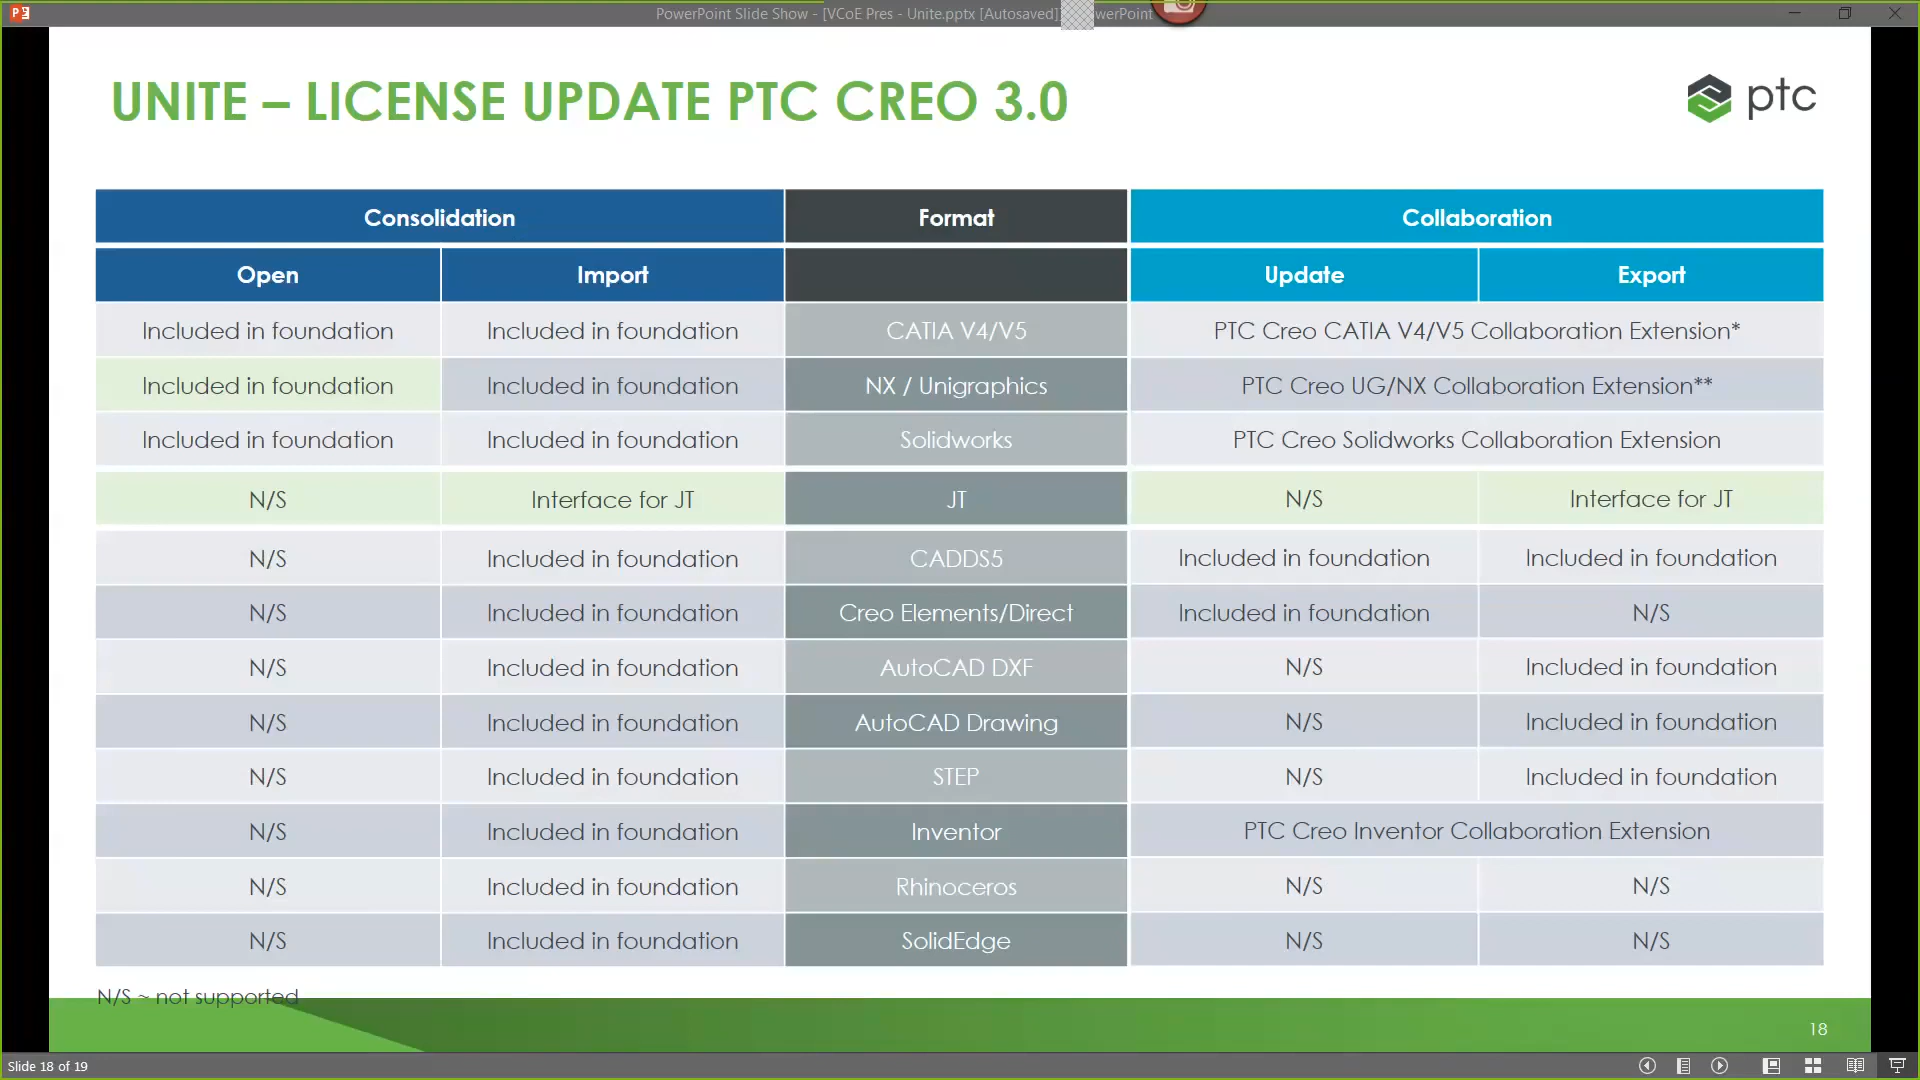 PowerPoint Slide Show - [VCoE Pres - Unite.pptx [Autosaved]]
UNITE – LICENSE UPDATE PTC CREO 3.0
ptc
Consolidation Format Collaboration
Open Import Update Export
Included in foundation Included in foundation CATIA V4/V5 PTC Creo CATIA V4/V5 Collaboration Extension*
Included in foundation Included in foundation NX / Unigraphics PTC Creo UG/NX Collaboration Extension**
Included in foundation Included in foundation Solidworks PTC Creo Solidworks Collaboration Extension
N/S Interface for JT JT N/S Interface for JT
N/S Included in foundation CADDS5 Included in foundation Included in foundation
N/S Included in foundation Creo Elements/Direct Included in foundation N/S
N/S Included in foundation AutoCAD DXF N/S Included in foundation
N/S Included in foundation AutoCAD Drawing N/S Included in foundation
N/S Included in foundation STEP N/S Included in foundation
N/S Included in foundation Inventor PTC Creo Inventor Collaboration Extension
N/S Included in foundation Rhinoceros N/S N/S
N/S Included in foundation SolidEdge N/S N/S
N/S ~ not supported
18
Slide 18 of 19